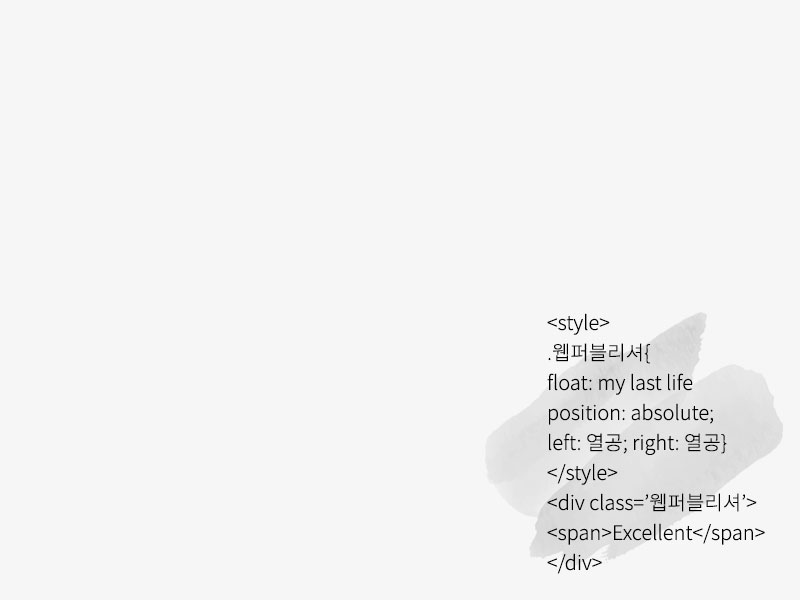 <style>
.웹퍼블리셔{
float: my last life
position: absolute;
left: 열공; right: 열공}
</style>
<div class=’웹퍼블리셔’>
<span>Excellent</span>
</div>